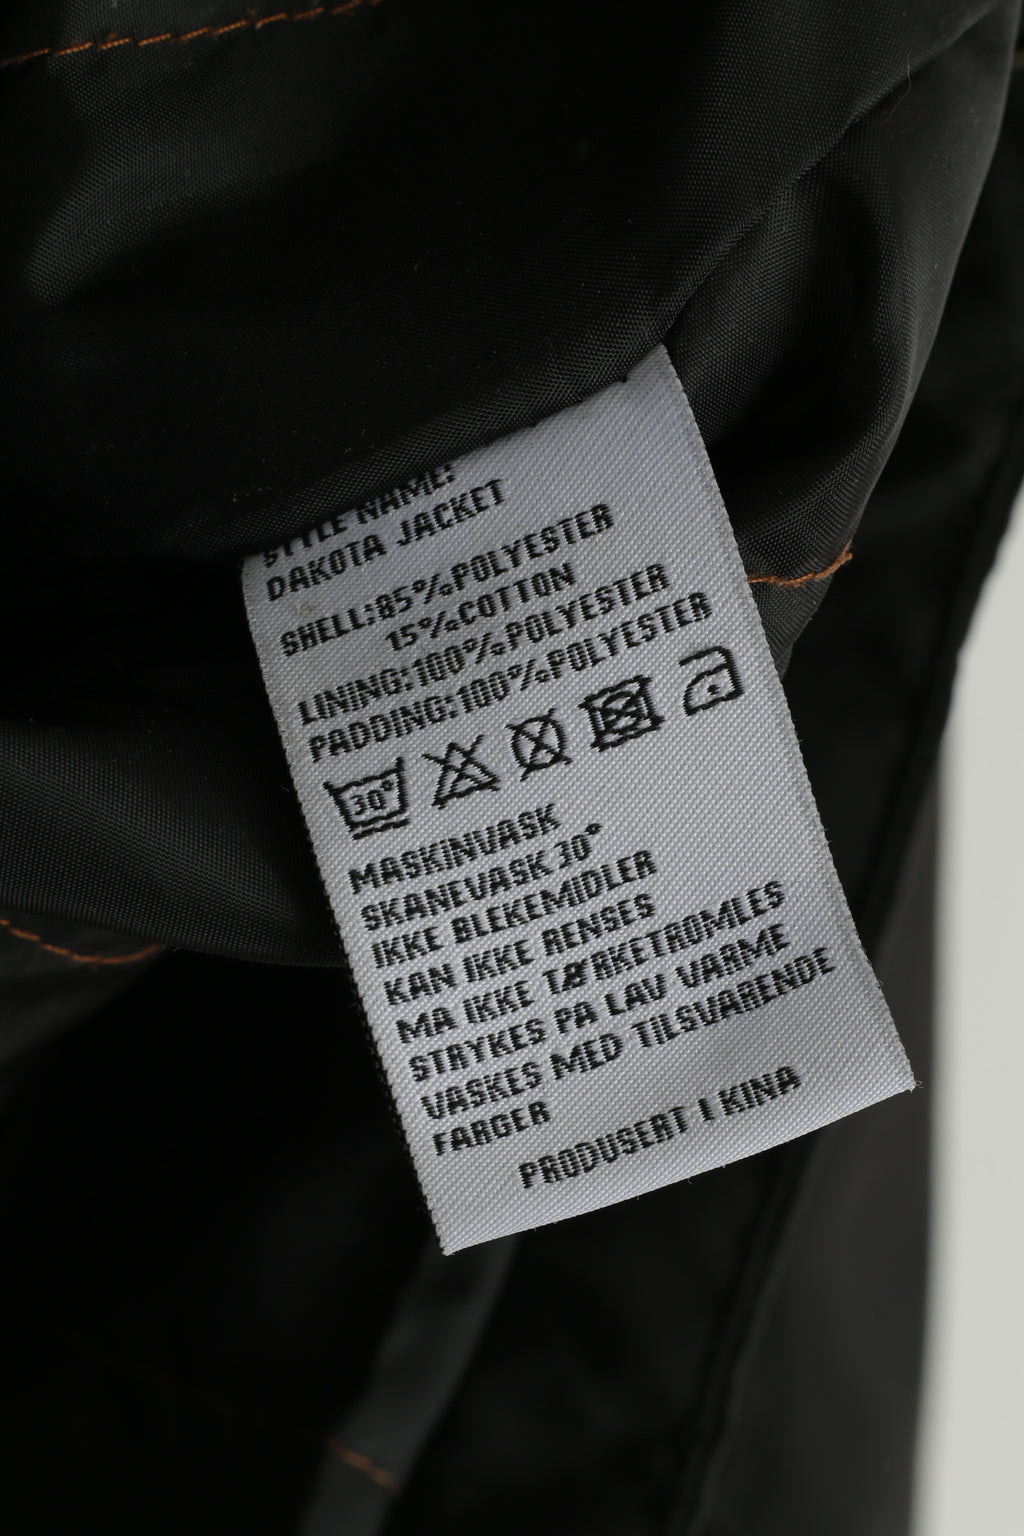 STYLE NAME:
DAKOTA JACKET
SHELL:85%POLYESTER
15%COTTON
LINING:100%POLYESTER
PADDING:100%POLYESTER
30°
MASKINVASK
SKANEVASK 30°
IKKE BLEKEMIDLER
KAN IKKE RENSES
MA IKKE TØRKETROMLES
STRYKES PA LAV VARME
VASKES MED TILSVARENDE
FARGER
PRODUSERT I KINA